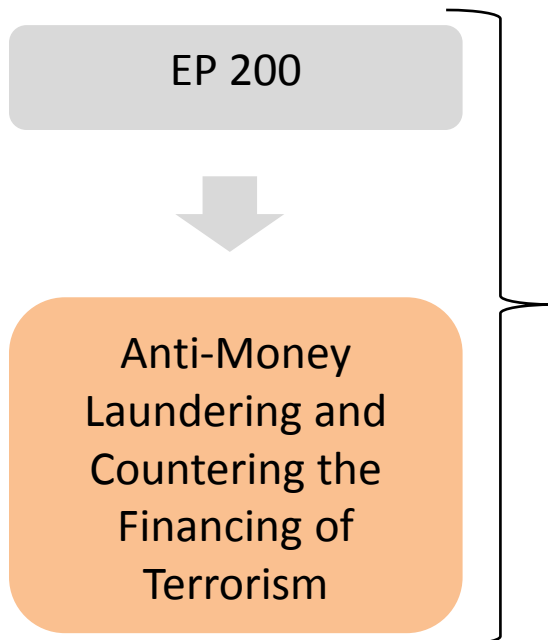 EP 200
Anti-Money
Laundering and
Countering the
Financing of
Terrorism